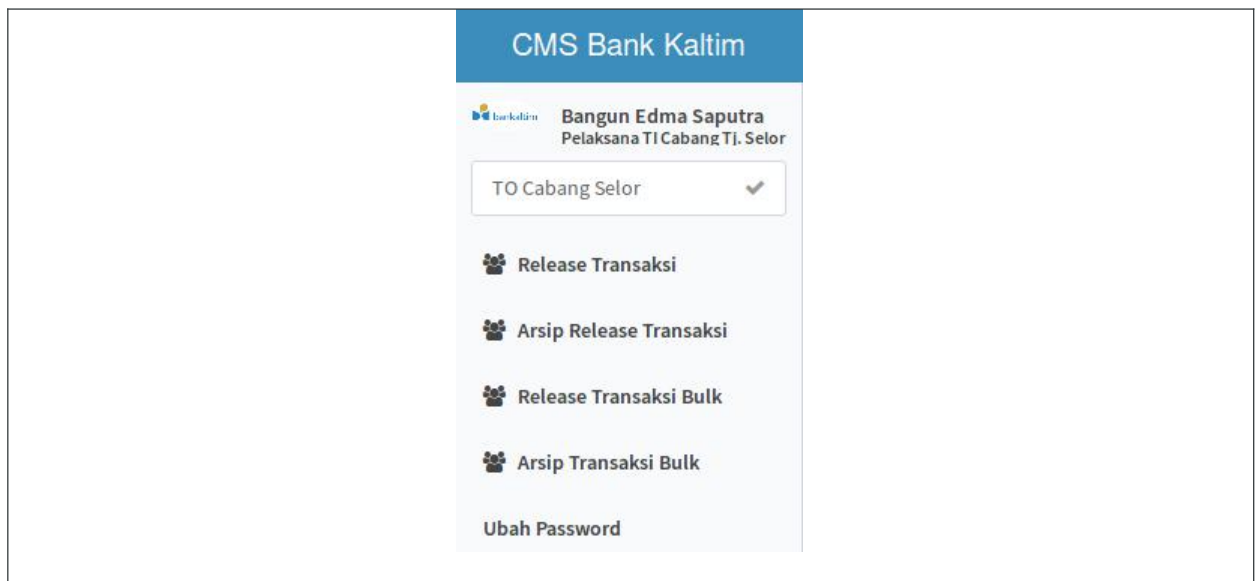 CMS Bank Kaltim
bankaltim
Bangun Edma Saputra
Pelaksana TI Cabang Tj. Selor
TO Cabang Selor
Release Transaksi
Arsip Release Transaksi
Release Transaksi Bulk
Arsip Transaksi Bulk
Ubah Password